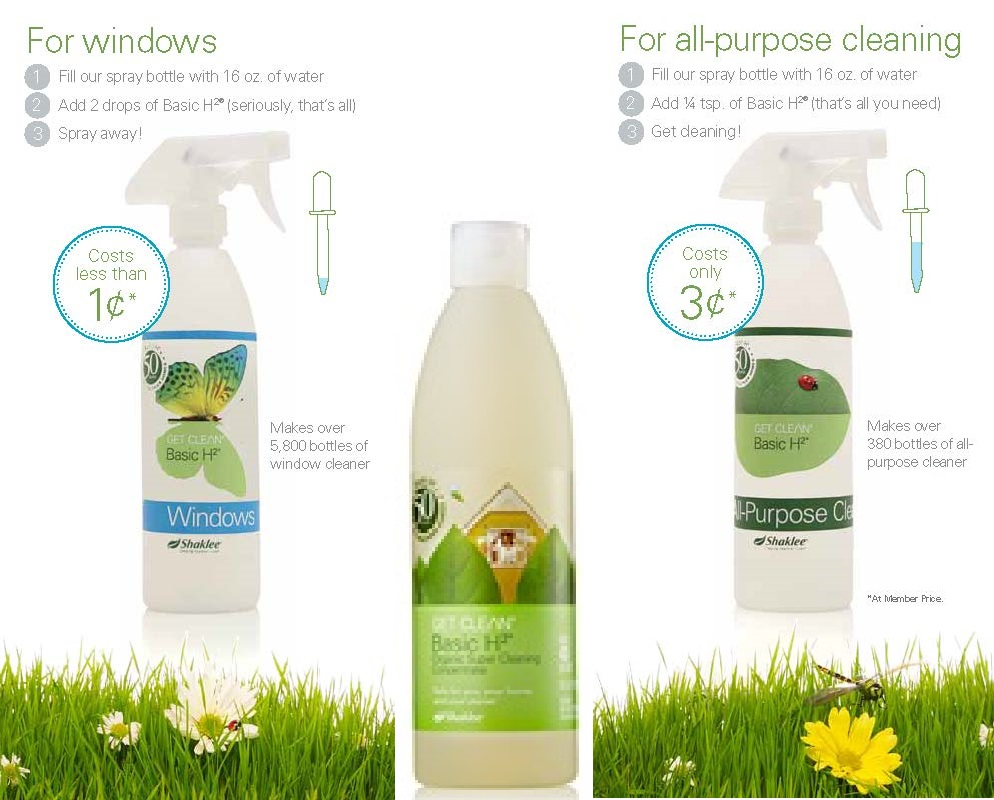 For windows
1 Fill our spray bottle with 16 oz. of water
2 Add 2 drops of Basic H²® (seriously, that's all)
3 Spray away!
Costs
less than
1¢*
50
GET CLEAN®
Basic H²®
Windows
Shaklee®
Makes over
5,800 bottles of
window cleaner
50
GET CLEAN®
Basic H²®
Organic Super Cleaning
Concentrate
Shaklee®
For all-purpose cleaning
1 Fill our spray bottle with 16 oz. of water
2 Add ¼ tsp. of Basic H²® (that's all you need)
3 Get cleaning!
Costs
only
3¢*
50
GET CLEAN®
Basic H²®
All-Purpose Cle
Shaklee®
Makes over
380 bottles of all-
purpose cleaner
*At Member Price.